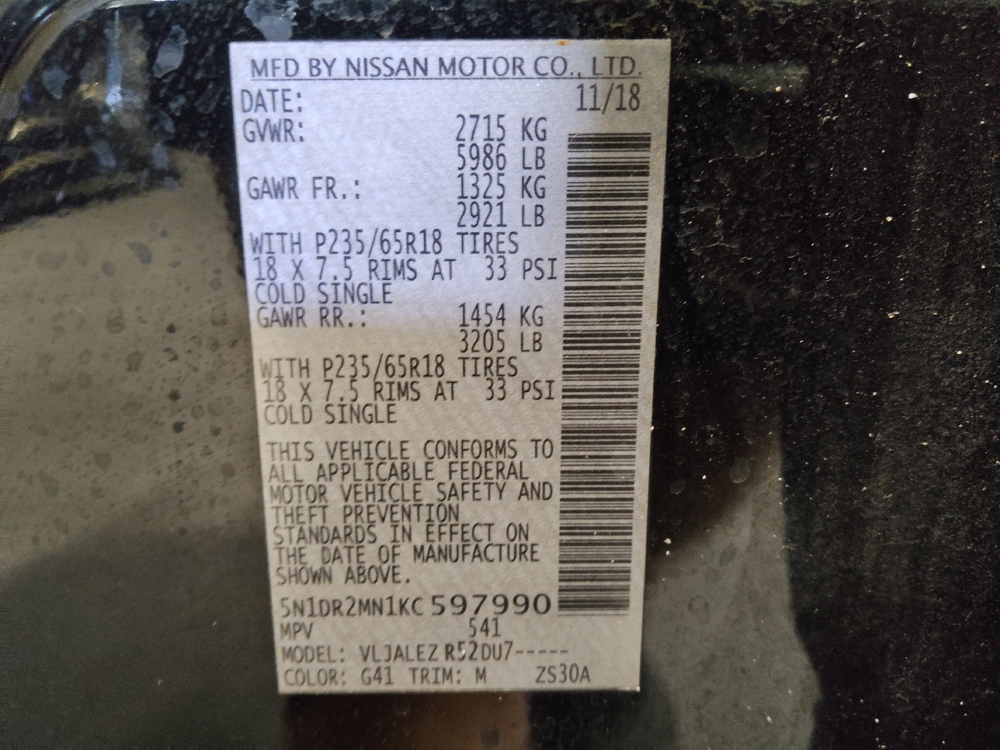 MFD BY NISSAN MOTOR CO., LTD.
DATE: 11/18
GVWR: 2715 KG
5986 LB
GAWR FR.: 1325 KG
2921 LB
WITH P235/65R18 TIRES
18 X 7.5 RIMS AT 33 PSI
COLD SINGLE
GAWR RR.: 1454 KG
3205 LB
WITH P235/65R18 TIRES
18 X 7.5 RIMS AT 33 PSI
COLD SINGLE
THIS VEHICLE CONFORMS TO
ALL APPLICABLE FEDERAL
MOTOR VEHICLE SAFETY AND
THEFT PREVENTION
STANDARDS IN EFFECT ON
THE DATE OF MANUFACTURE
SHOWN ABOVE.
5N1DR2MN1KC597990
MPV 541
MODEL: VLJALEZ R52DU7-----
COLOR: G41 TRIM: M ZS30A